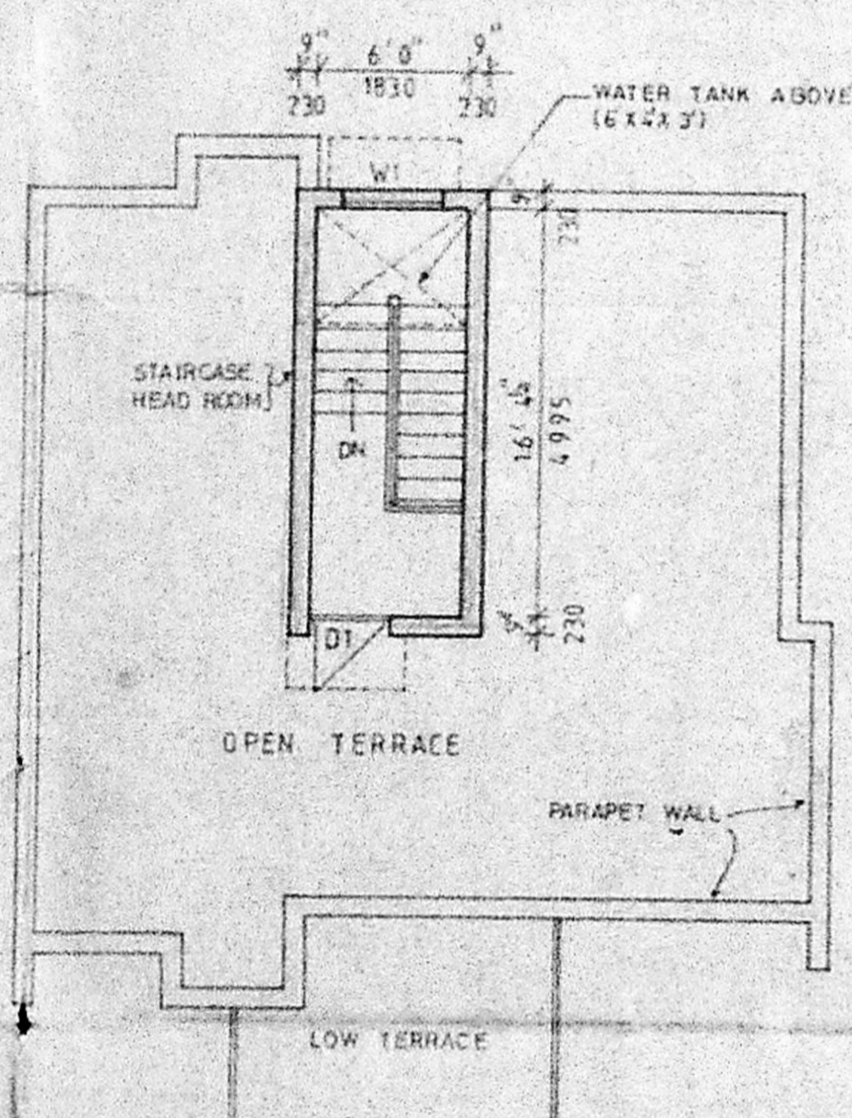 9" 6'0" 9"
230 1830 230
WATER TANK ABOVE
(6'X4'X3')
W1
9"
230
STAIRCASE
HEAD ROOM
DN
16' 4½"
4995
9"
230
D1
OPEN TERRACE
PARAPET WALL
LOW TERRACE